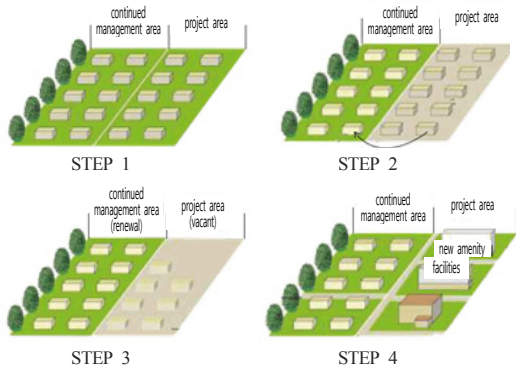 continued
management area
project area
STEP 1
continued
management area
project area
STEP 2
continued
management area
(renewal)
project area
(vacant)
STEP 3
continued
management area
project area
new amenity
facilities
STEP 4